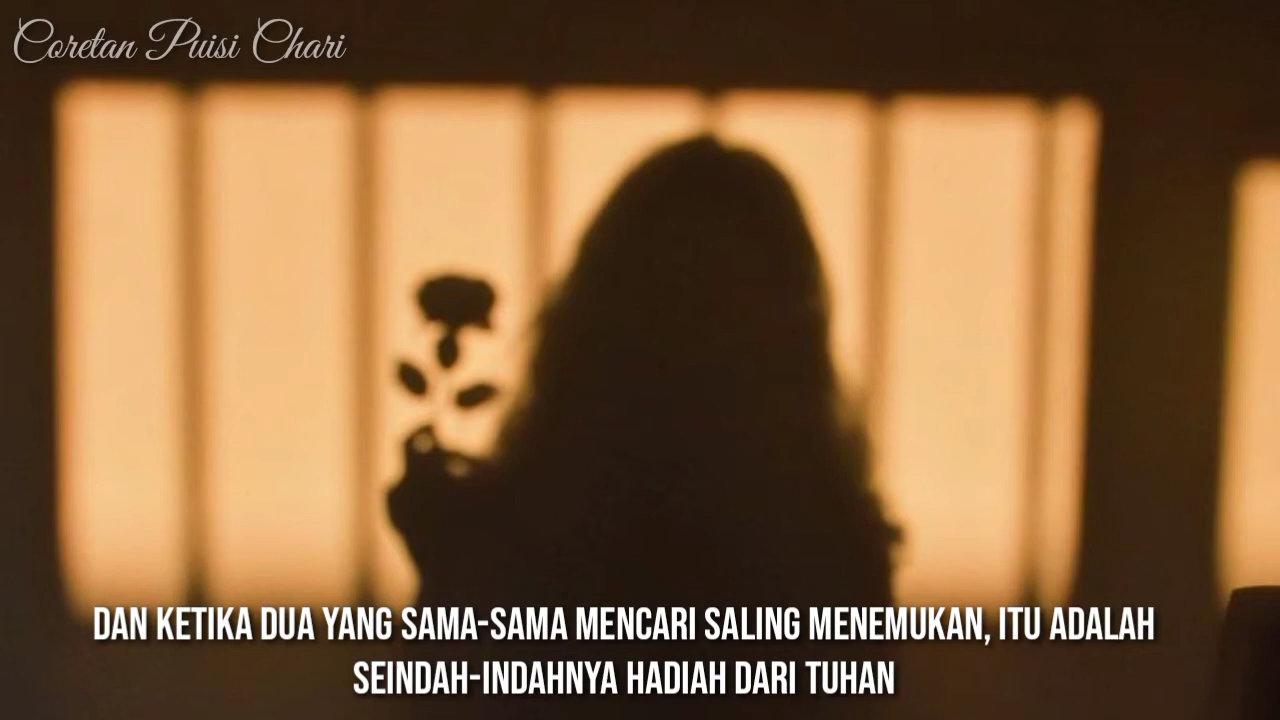 Coretan Puisi Chari
DAN KETIKA DUA YANG SAMA-SAMA MENCARI SALING MENEMUKAN, ITU ADALAH
SEINDAH-INDAHNYA HADIAH DARI TUHAN